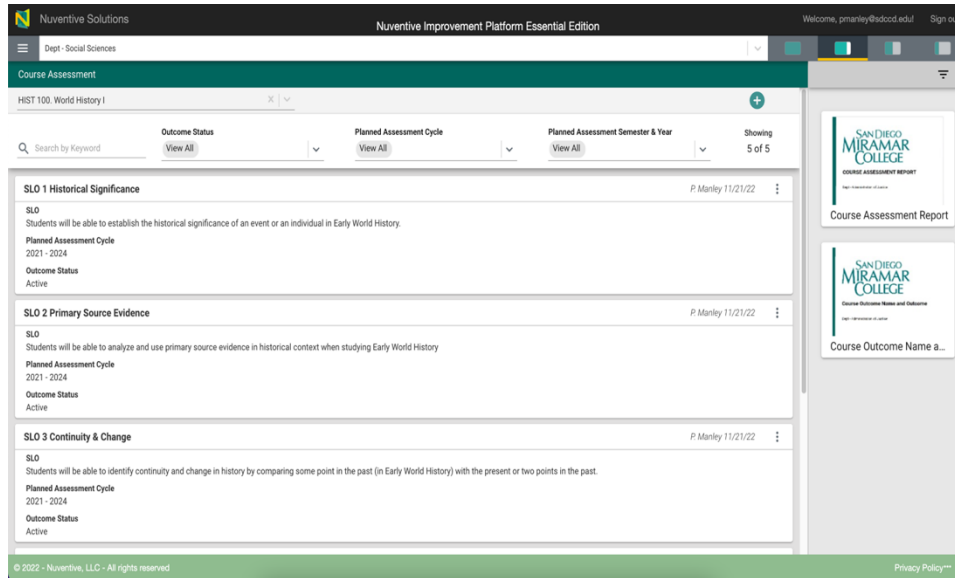 Nuventive Solutions
Nuventive Improvement Platform Essential Edition
Welcome, pmanley@sdccd.edu! Sign ou
Dept - Social Sciences
Course Assessment
HIST 100. World History I X
Search by Keyword
Outcome Status
View All
Planned Assessment Cycle
View All
Planned Assessment Semester & Year
View All
Showing
5 of 5
SLO 1 Historical Significance
P. Manley 11/21/22
SLO
Students will be able to establish the historical significance of an event or an individual in Early World History.
Planned Assessment Cycle
2021 - 2024
Outcome Status
Active
SLO 2 Primary Source Evidence
P. Manley 11/21/22
SLO
Students will be able to analyze and use primary source evidence in historical context when studying Early World History
Planned Assessment Cycle
2021 - 2024
Outcome Status
Active
SLO 3 Continuity & Change
P. Manley 11/21/22
SLO
Students will be able to identify continuity and change in history by comparing some point in the past (in Early World History) with the present or two points in the past.
Planned Assessment Cycle
2021 - 2024
Outcome Status
Active
SAN DIEGO
MIRAMAR
COLLEGE
COURSE ASSESSMENT REPORT
Course Assessment Report
SAN DIEGO
MIRAMAR
COLLEGE
Course Outcome Name and Outcome
Course Outcome Name a...
© 2022 - Nuventive, LLC - All rights reserved
Privacy Policy